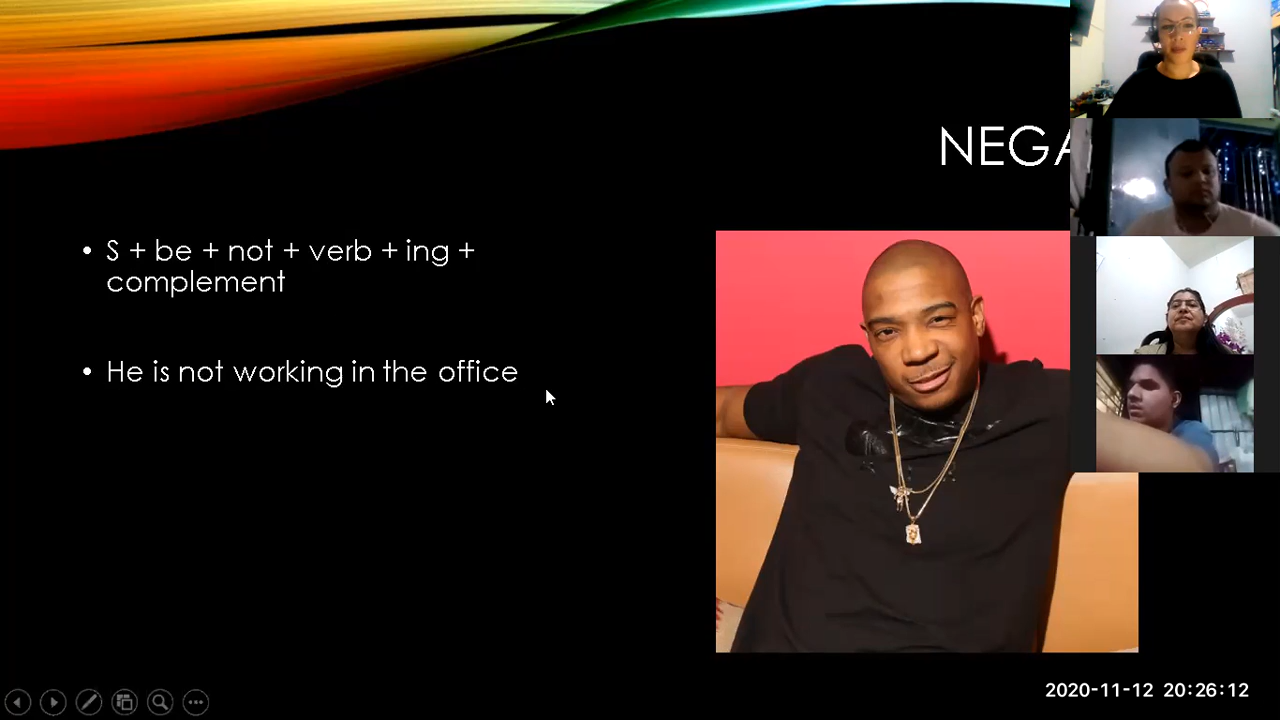 NEGA
• S + be + not + verb + ing +
complement
• He is not working in the office
2020-11-12 20:26:12